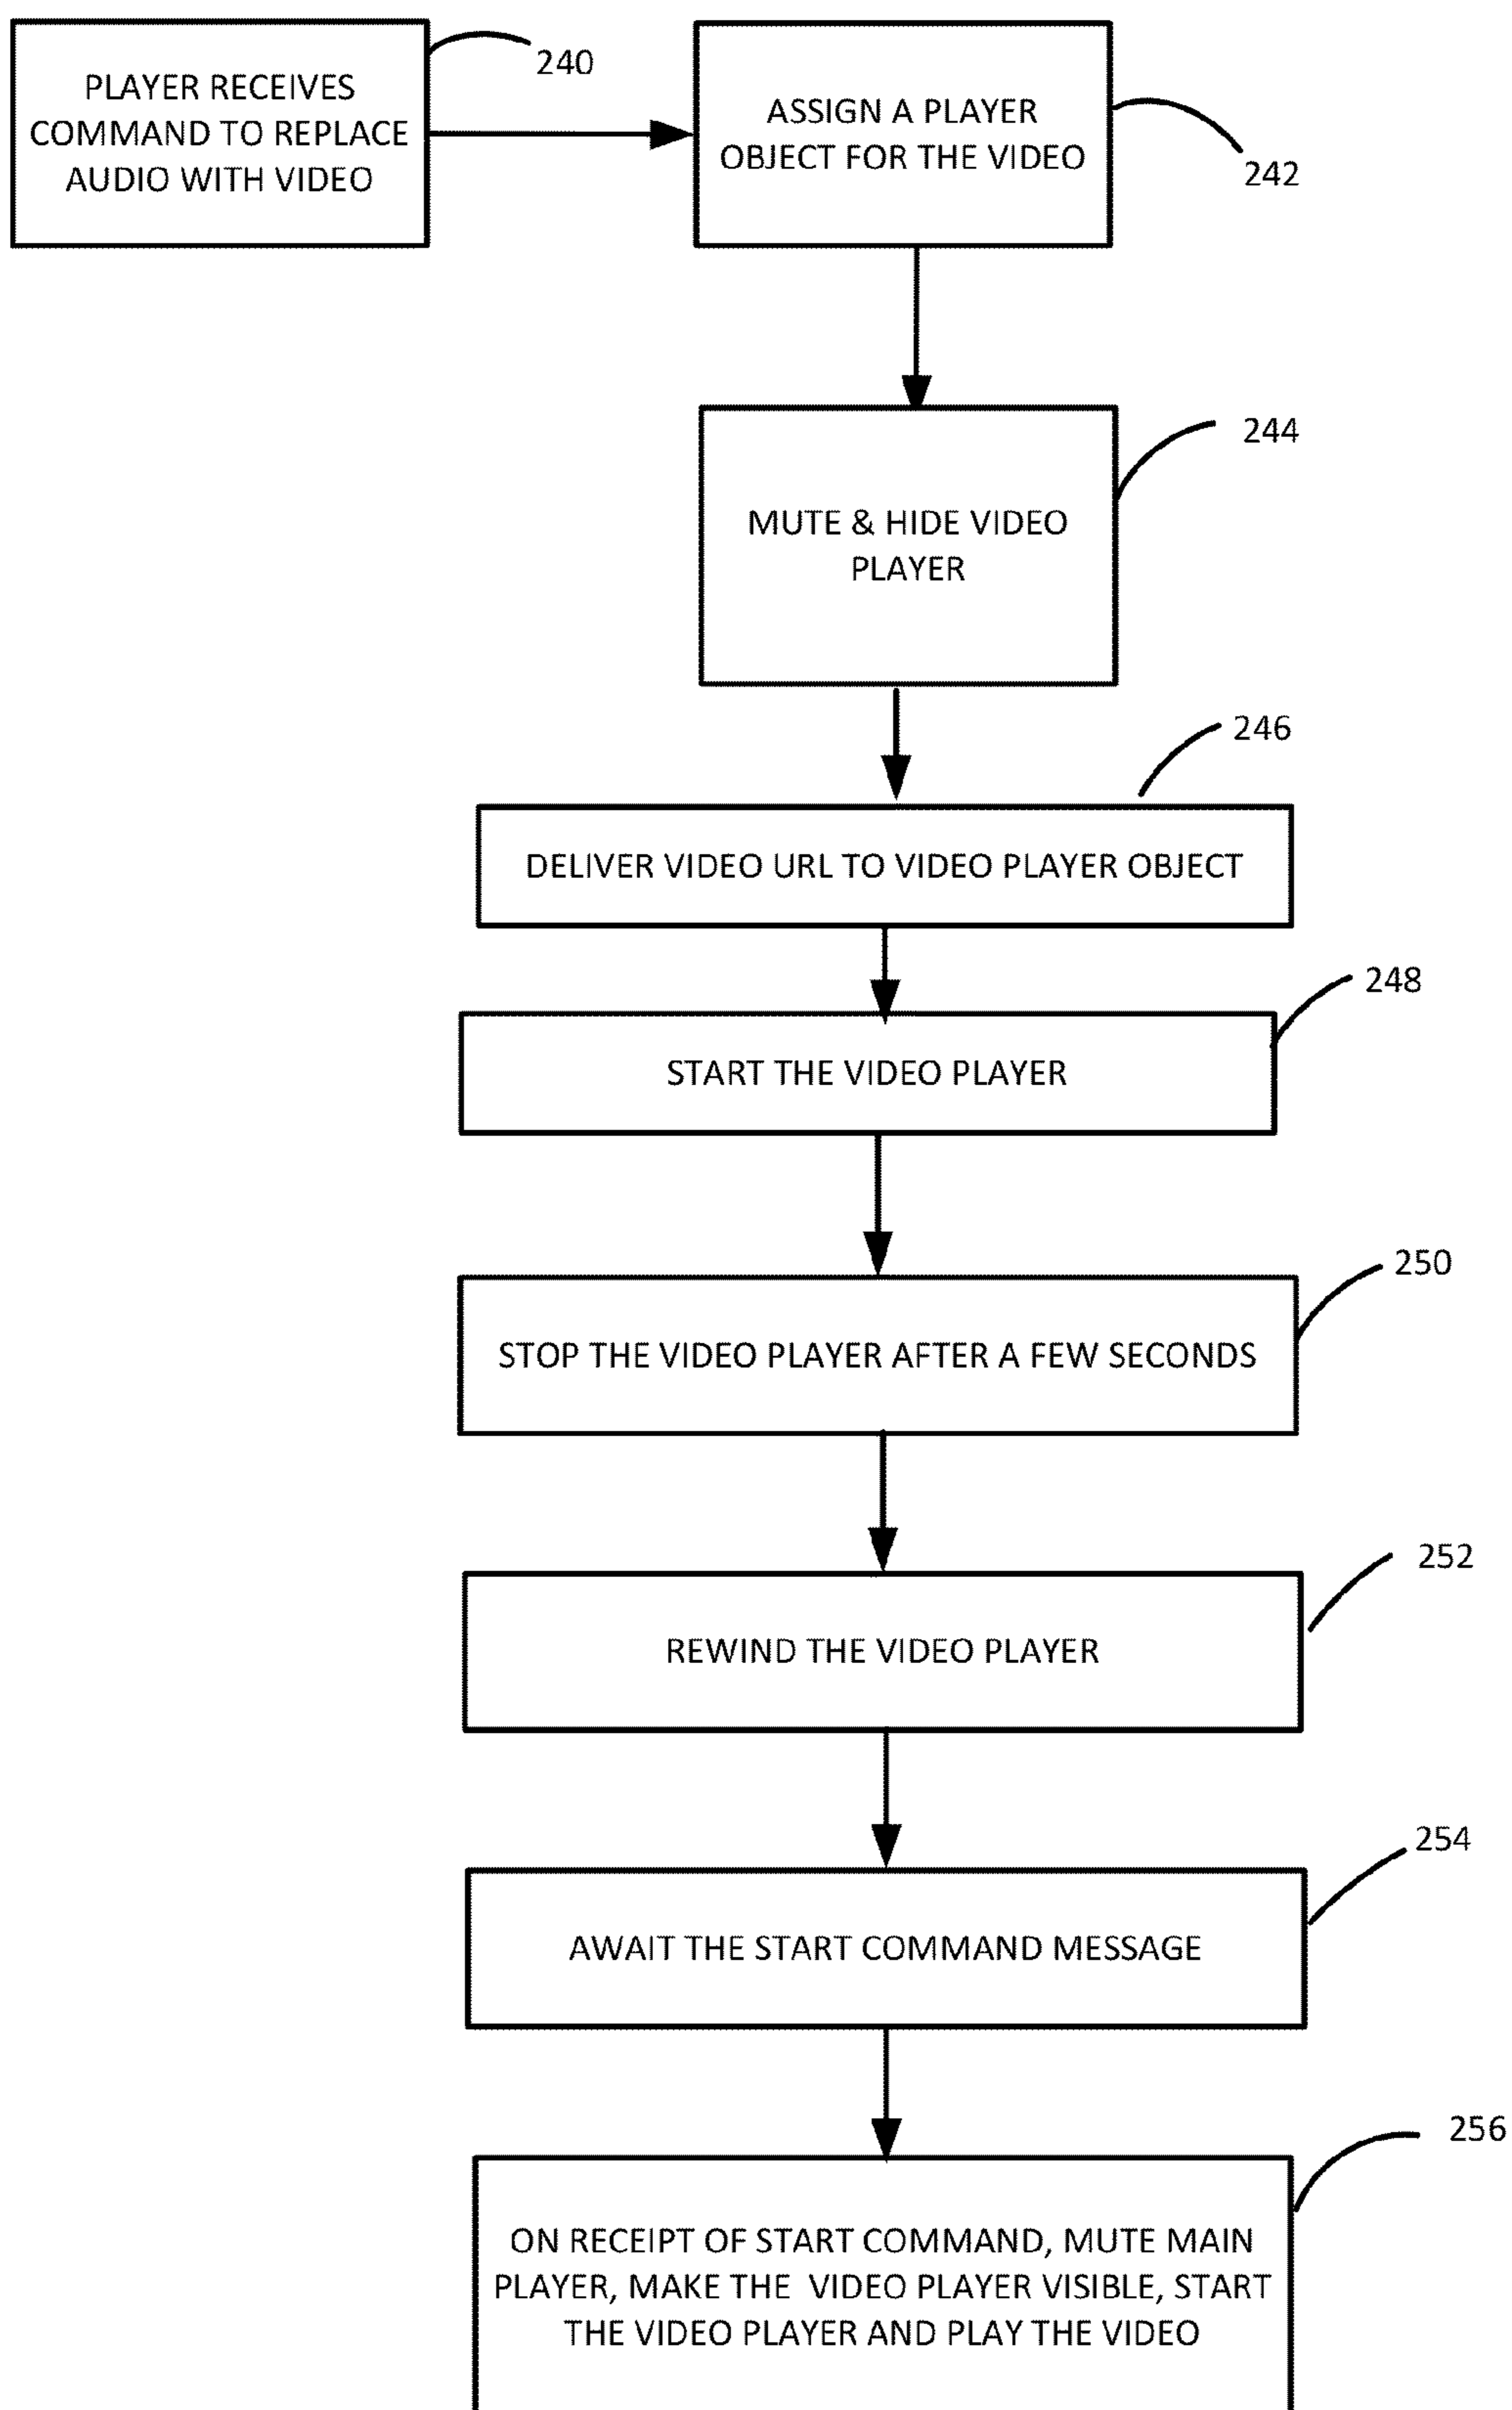 PLAYER RECEIVES
COMMAND TO REPLACE
AUDIO WITH VIDEO
240
ASSIGN A PLAYER
OBJECT FOR THE VIDEO
242
MUTE & HIDE VIDEO
PLAYER
244
246
DELIVER VIDEO URL TO VIDEO PLAYER OBJECT
248
START THE VIDEO PLAYER
250
STOP THE VIDEO PLAYER AFTER A FEW SECONDS
252
REWIND THE VIDEO PLAYER
254
AWAIT THE START COMMAND MESSAGE
256
ON RECEIPT OF START COMMAND, MUTE MAIN
PLAYER, MAKE THE VIDEO PLAYER VISIBLE, START
THE VIDEO PLAYER AND PLAY THE VIDEO